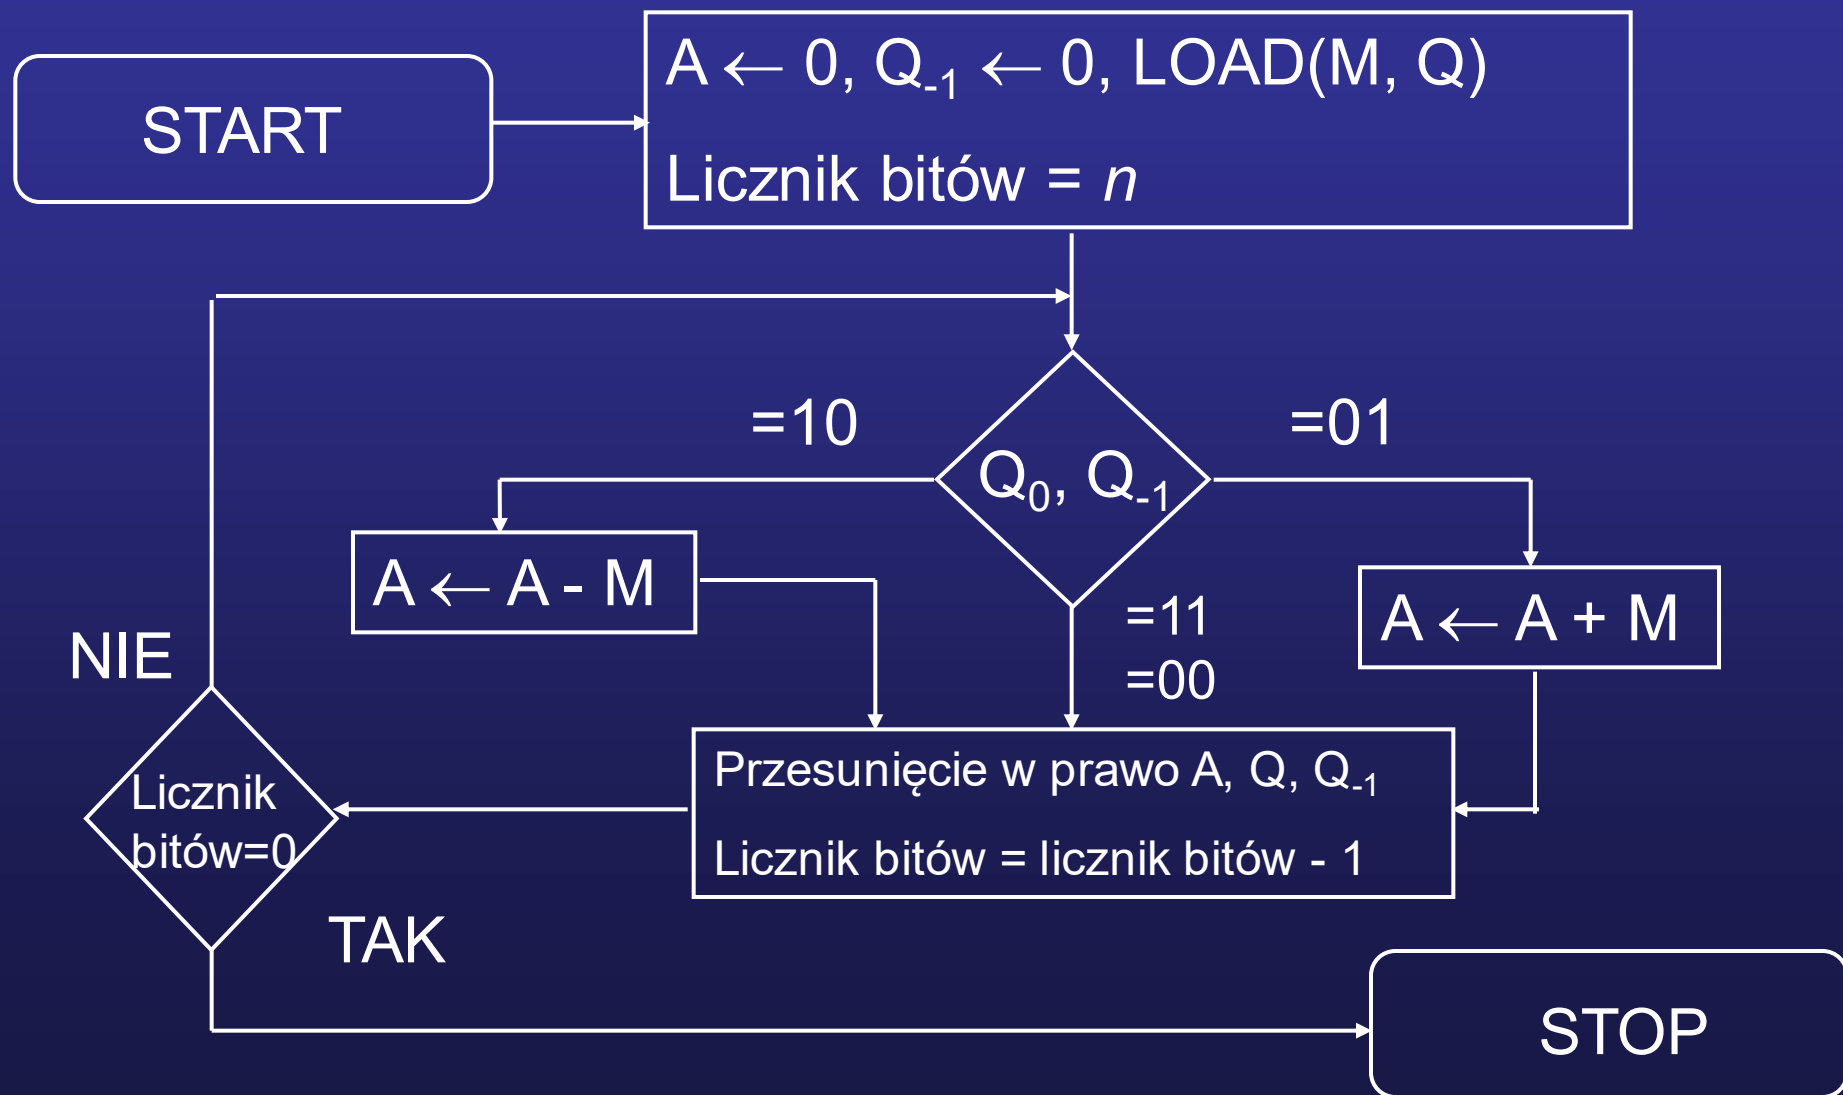 START
A ← 0, Q-1 ← 0, LOAD(M, Q)
Licznik bitów = n
=10
=01
Q0, Q-1
A ← A - M
=11
=00
A ← A + M
NIE
Przesunięcie w prawo A, Q, Q-1
Licznik bitów = licznik bitów - 1
Licznik
bitów=0
TAK
STOP